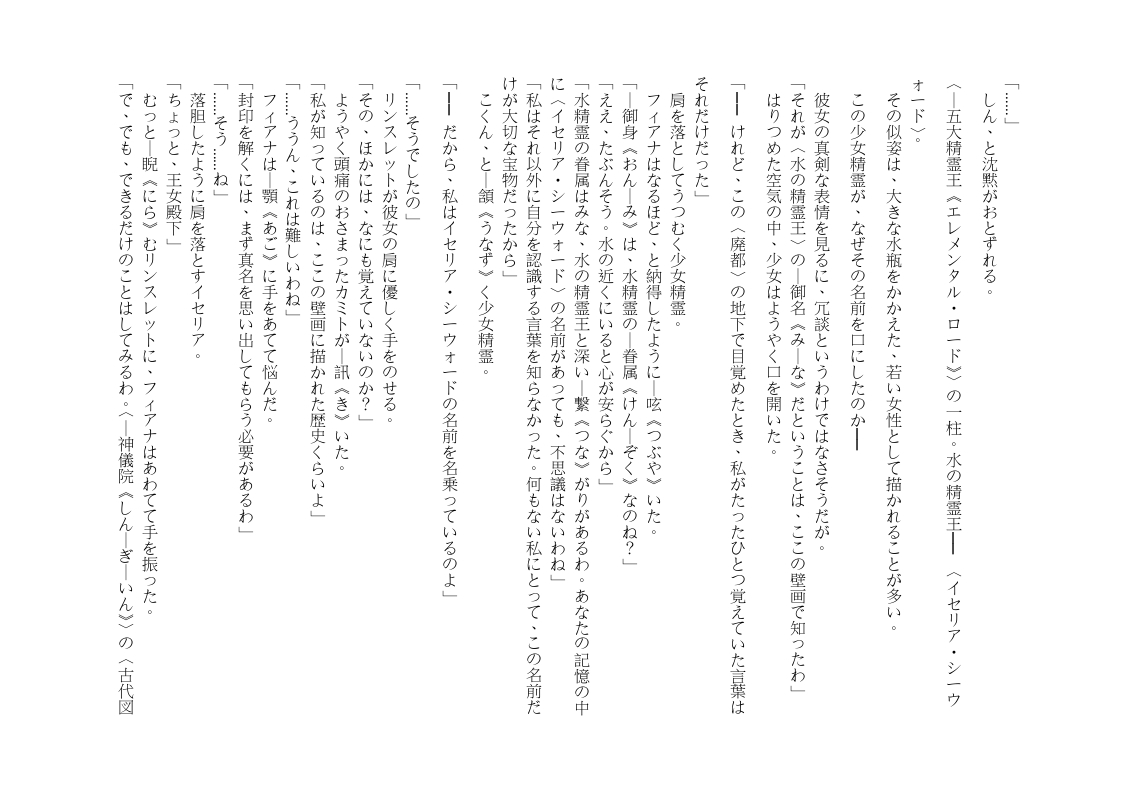 「……」
　しん、と沈黙がおとずれる。
〈―五大精霊王《エレメンタル・ロード》〉の一柱。水の精霊王━━　〈イセリア・シーウ
ォード〉。
　その似姿は、大きな水瓶をかかえた、若い女性として描かれることが多い。
　この少女精霊が、なぜその名前を口にしたのか━━
　彼女の真剣な表情を見るに、冗談というわけではなさそうだが。
「それが〈水の精霊王〉の―御名《み―な》だということは、ここの壁画で知ったわ」
　はりつめた空気の中、少女はようやく口を開いた。
「━━ けれど、この〈廃都〉の地下で目覚めたとき、私がたったひとつ覚えていた言葉は
それだけだった」
　肩を落としてうつむく少女精霊。
　フィアナはなるほど、と納得したように―呟《つぶや》いた。
「―御身《おん―み》は、水精霊の―眷属《けん―ぞく》なのね？」
「ええ、たぶんそう。水の近くにいると心が安らぐから」
「水精霊の眷属はみな、水の精霊王と深い―繋《つな》がりがあるわ。あなたの記憶の中
に〈イセリア・シーウォード〉の名前があっても、不思議はないわね」
「私はそれ以外に自分を認識する言葉を知らなかった。何もない私にとって、この名前だ
けが大切な宝物だったから」
　こくん、と―頷《うなず》く少女精霊。
「━━ だから、私はイセリア・シーウォードの名前を名乗っているのよ」
「……そうでしたの」
　リンスレットが彼女の肩に優しく手をのせる。
「その、ほかには、なにも覚えていないのか？」
　ようやく頭痛のおさまったカミトが―訊《き》いた。
「私が知っているのは、ここの壁画に描かれた歴史くらいよ」
「……ううん、これは難しいわね」
　フィアナは―顎《あご》に手をあてて悩んだ。
「封印を解くには、まず真名を思い出してもらう必要があるわ」
「……そう……ね」
　落胆したように肩を落とすイセリア。
「ちょっと、王女殿下」
　むっと―睨《にら》むリンスレットに、フィアナはあわてて手を振った。
「で、でも、できるだけのことはしてみるわ。〈―神儀院《しん―ぎ―いん》〉の〈古代図